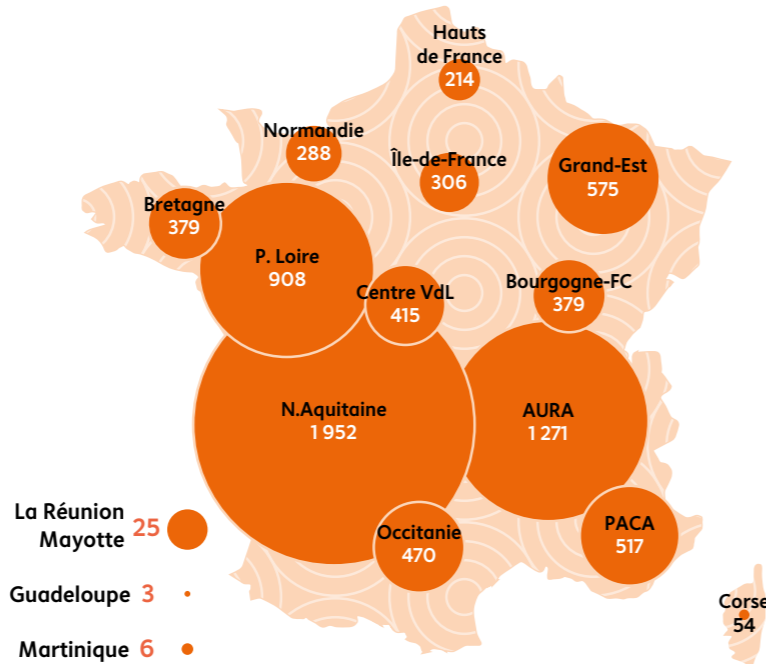 Hauts
de France
214
Normandie
288
Île-de-France
306
Grand-Est
575
Bretagne
379
P. Loire
908
Centre VdL
415
Bourgogne-FC
379
N.Aquitaine
1 952
AURA
1 271
Occitanie
470
PACA
517
La Réunion
Mayotte
25
Guadeloupe 3
Martinique 6
Corse
54